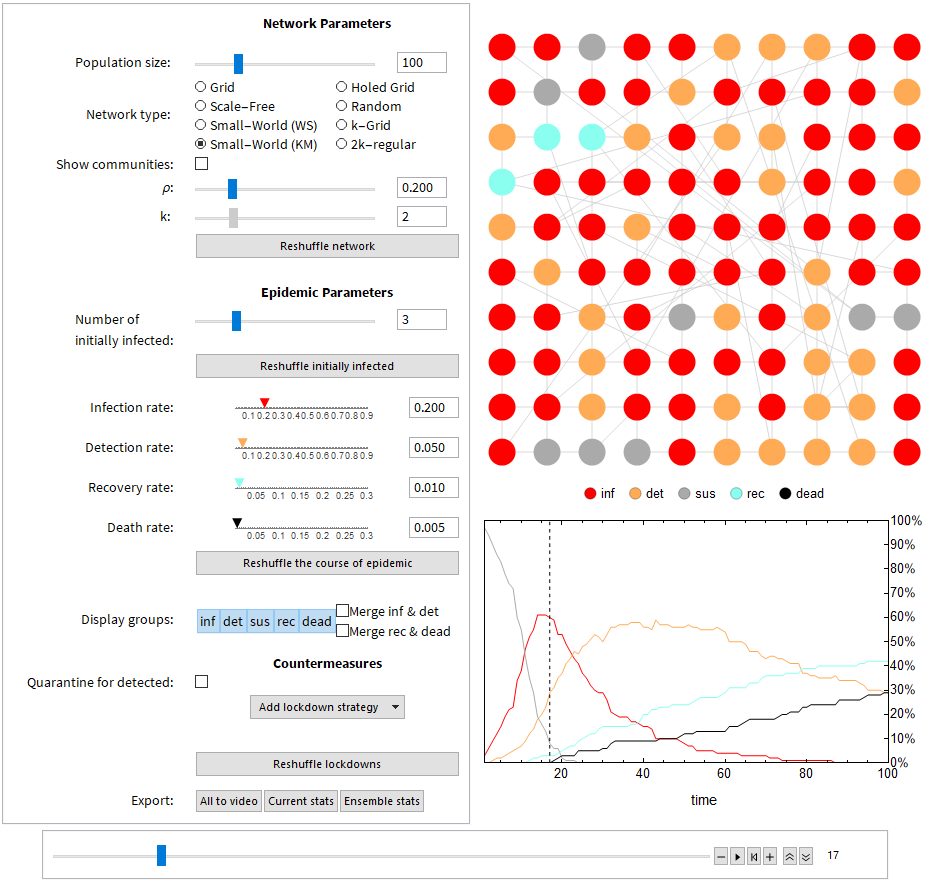 Network Parameters
Population size:
100
Network type:
Grid
Holed Grid
Scale-Free
Random
Small-World (WS)
k-Grid
Small-World (KM)
2k-regular
Show communities:
ρ:
0.200
k:
2
Reshuffle network
Epidemic Parameters
Number of
initially infected:
3
Reshuffle initially infected
Infection rate:
0.1 0.2 0.3 0.4 0.5 0.6 0.7 0.8 0.9
0.200
Detection rate:
0.1 0.2 0.3 0.4 0.5 0.6 0.7 0.8 0.9
0.050
Recovery rate:
0.05 0.1 0.15 0.2 0.25 0.3
0.010
Death rate:
0.05 0.1 0.15 0.2 0.25 0.3
0.005
Reshuffle the course of epidemic
Display groups:
inf det sus rec dead
Merge inf & det
Merge rec & dead
Countermeasures
Quarantine for detected:
Add lockdown strategy
Reshuffle lockdowns
Export:
All to video
Current stats
Ensemble stats
inf det sus rec dead
100%
90%
80%
70%
60%
50%
40%
30%
20%
10%
0%
20 40 60 80 100
time
17